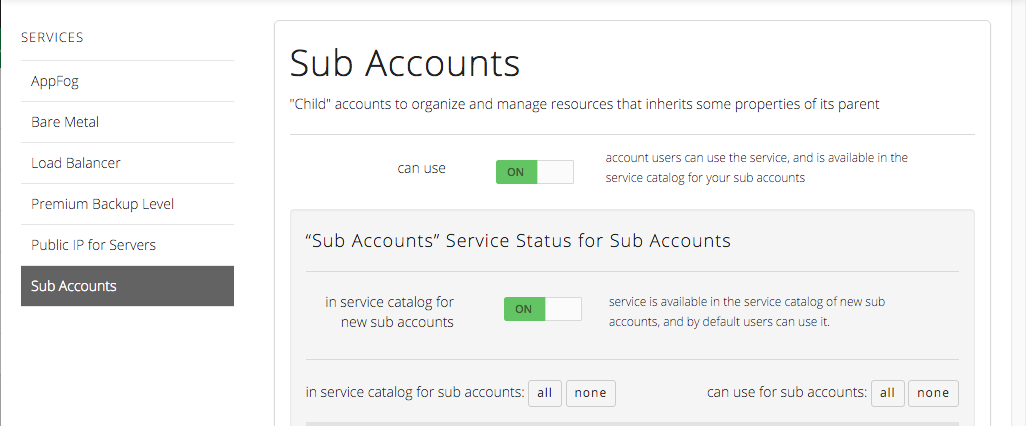 SERVICES
AppFog
Bare Metal
Load Balancer
Premium Backup Level
Public IP for Servers
Sub Accounts
Sub Accounts
"Child" accounts to organize and manage resources that inherits some properties of its parent
can use
ON
account users can use the service, and is available in the
service catalog for your sub accounts
“Sub Accounts” Service Status for Sub Accounts
in service catalog for
new sub accounts
ON
service is available in the service catalog of new sub
accounts, and by default users can use it.
in service catalog for sub accounts: all none
can use for sub accounts: all none